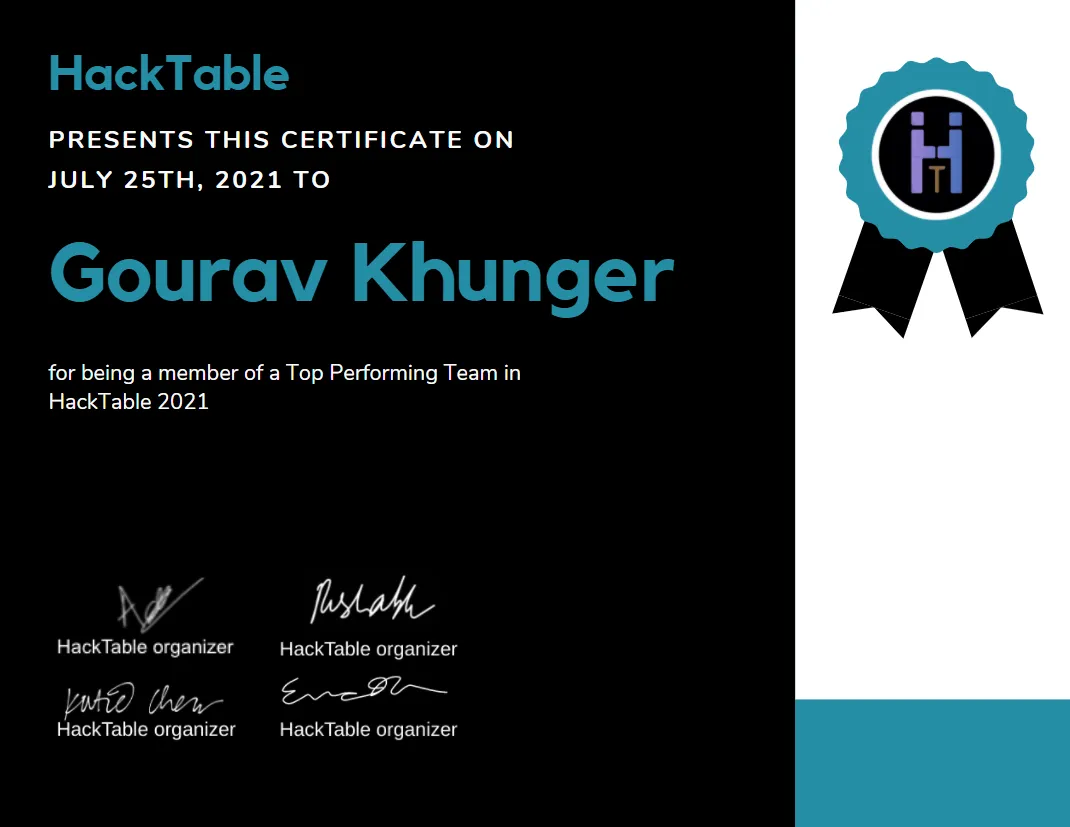 HackTable
PRESENTS THIS CERTIFICATE ON
JULY 25TH, 2021 TO
Gourav Khunger
for being a member of a Top Performing Team in
HackTable 2021
Rishabh
HackTable organizer
HackTable organizer
Katie Chen
HackTable organizer
HackTable organizer
HT